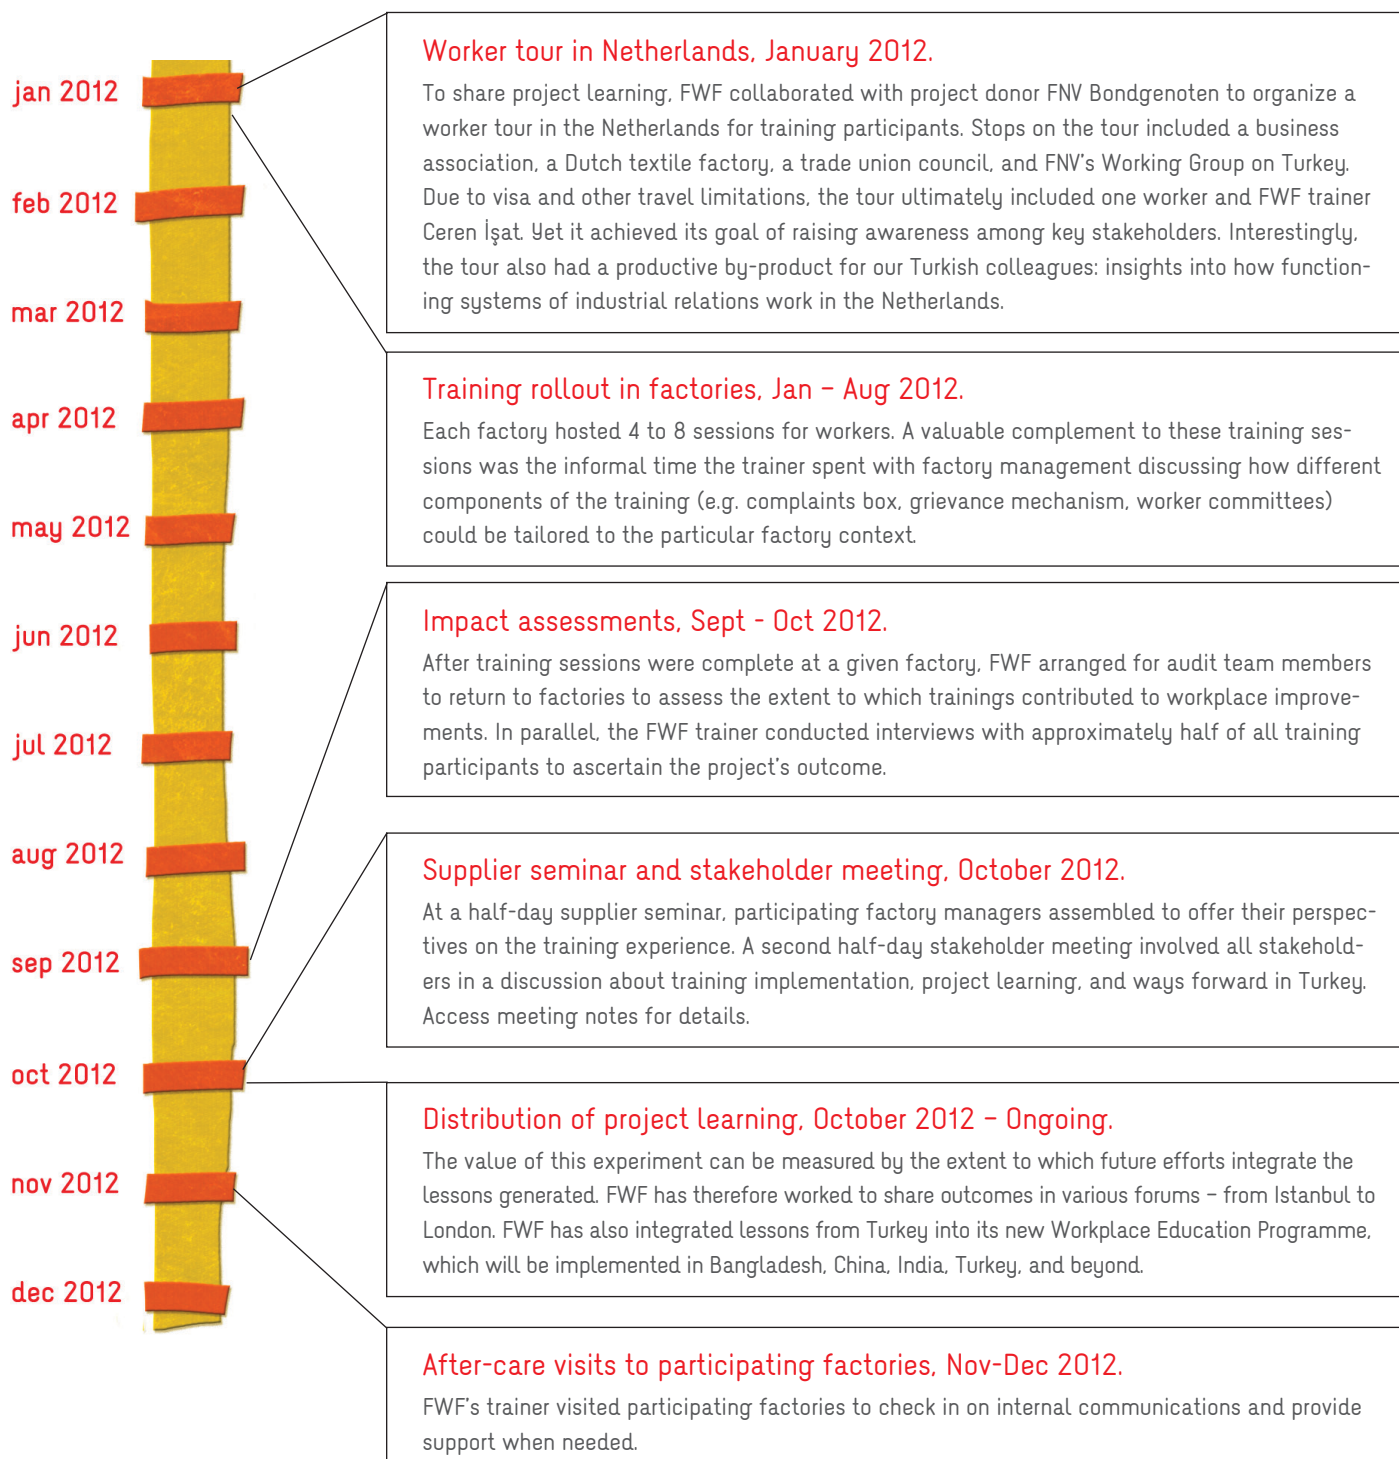 jan 2012
feb 2012
mar 2012
apr 2012
may 2012
jun 2012
jul 2012
aug 2012
sep 2012
oct 2012
nov 2012
dec 2012
Worker tour in Netherlands, January 2012.
To share project learning, FWF collaborated with project donor FNV Bondgenoten to organize a
worker tour in the Netherlands for training participants. Stops on the tour included a business
association, a Dutch textile factory, a trade union council, and FNV's Working Group on Turkey.
Due to visa and other travel limitations, the tour ultimately included one worker and FWF trainer
Ceren İşat. Yet it achieved its goal of raising awareness among key stakeholders. Interestingly,
the tour also had a productive by-product for our Turkish colleagues: insights into how function-
ing systems of industrial relations work in the Netherlands.
Training rollout in factories, Jan – Aug 2012.
Each factory hosted 4 to 8 sessions for workers. A valuable complement to these training ses-
sions was the informal time the trainer spent with factory management discussing how different
components of the training (e.g. complaints box, grievance mechanism, worker committees)
could be tailored to the particular factory context.
Impact assessments, Sept - Oct 2012.
After training sessions were complete at a given factory, FWF arranged for audit team members
to return to factories to assess the extent to which trainings contributed to workplace improve-
ments. In parallel, the FWF trainer conducted interviews with approximately half of all training
participants to ascertain the project's outcome.
Supplier seminar and stakeholder meeting, October 2012.
At a half-day supplier seminar, participating factory managers assembled to offer their perspec-
tives on the training experience. A second half-day stakeholder meeting involved all stakehold-
ers in a discussion about training implementation, project learning, and ways forward in Turkey.
Access meeting notes for details.
Distribution of project learning, October 2012 – Ongoing.
The value of this experiment can be measured by the extent to which future efforts integrate the
lessons generated. FWF has therefore worked to share outcomes in various forums – from Istanbul to
London. FWF has also integrated lessons from Turkey into its new Workplace Education Programme,
which will be implemented in Bangladesh, China, India, Turkey, and beyond.
After-care visits to participating factories, Nov-Dec 2012.
FWF's trainer visited participating factories to check in on internal communications and provide
support when needed.